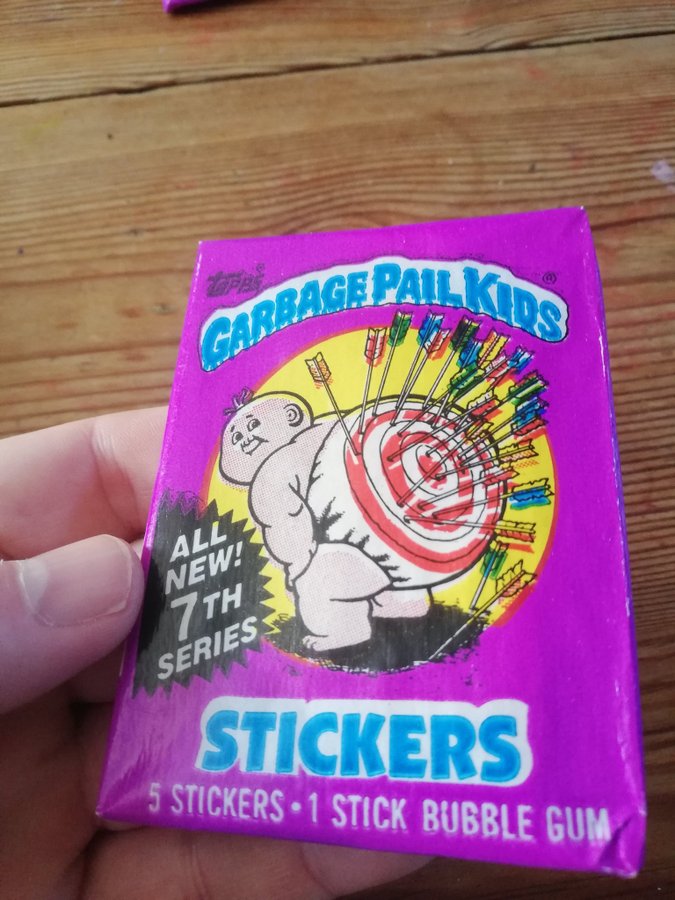 TOPPS ®
GARBAGE PAIL KIDS ®
ALL
NEW!
7TH
SERIES
STICKERS
5 STICKERS • 1 STICK BUBBLE GUM